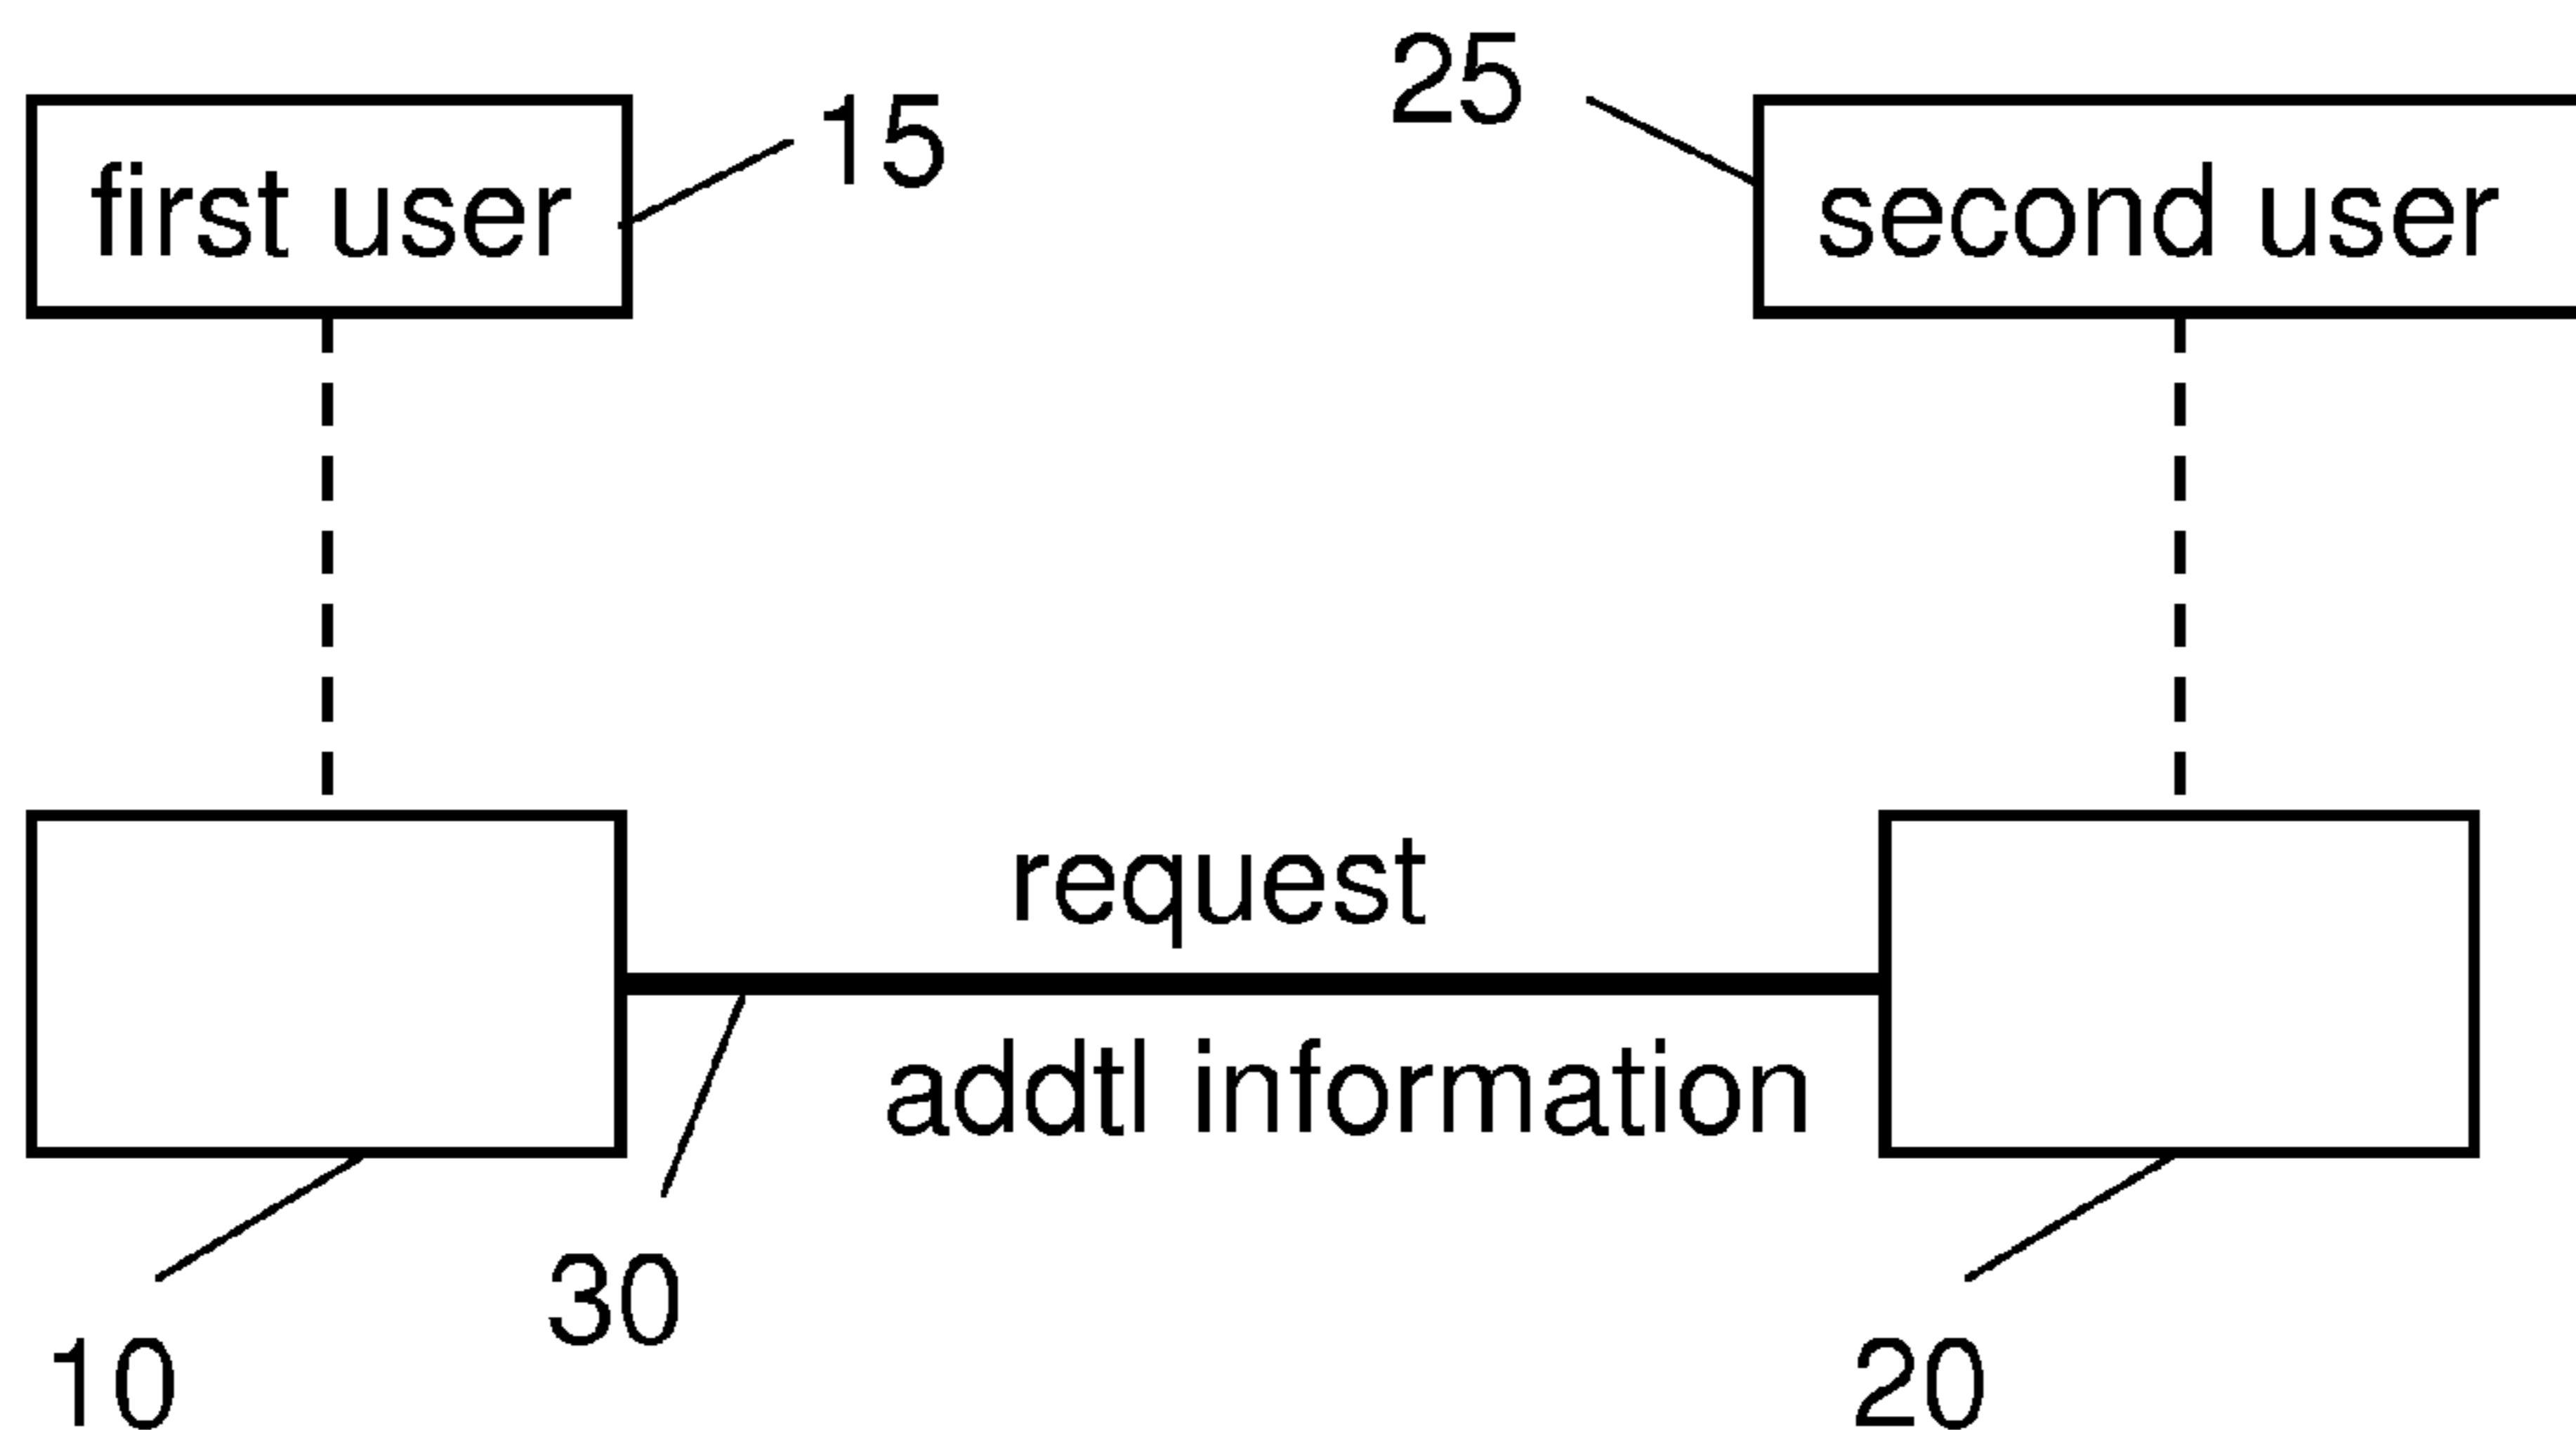 25
15
first user
second user
request
addtl information
30
10
20